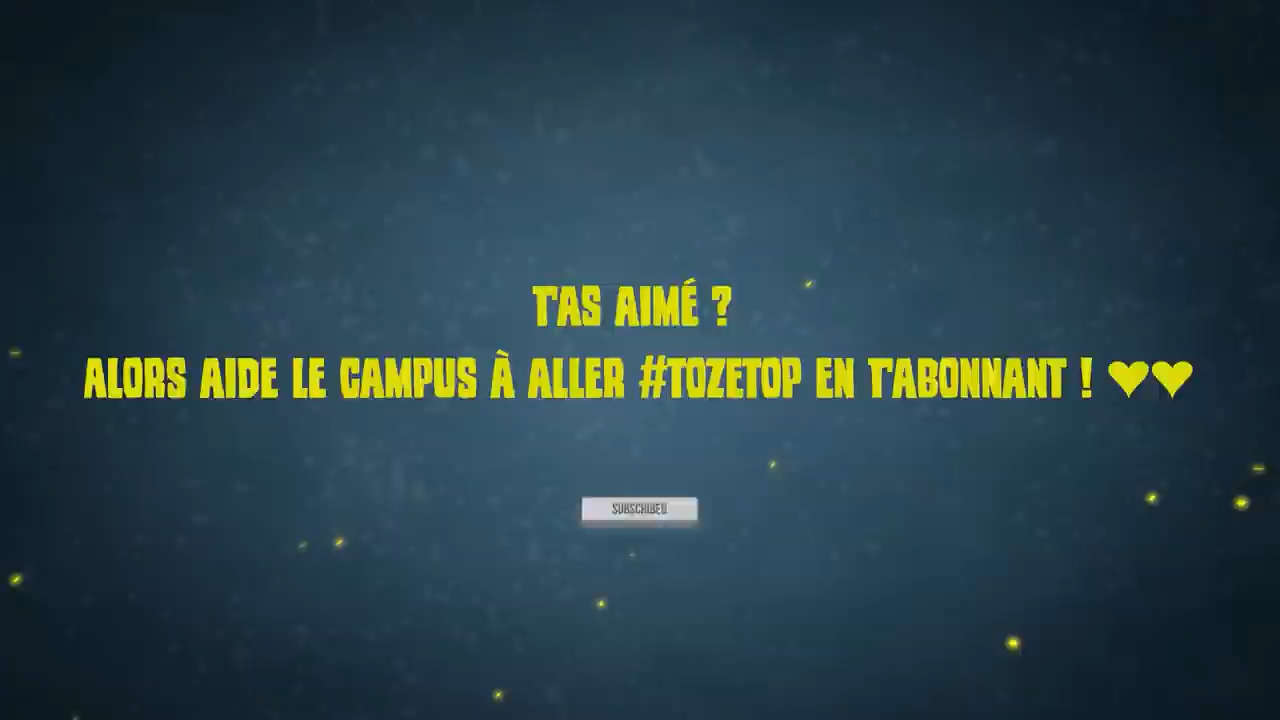 T'AS AIMÉ ?
ALORS AIDE LE CAMPUS À ALLER #TOZETOP EN T'ABONNANT ! ♥♥
SUBSCRIBED